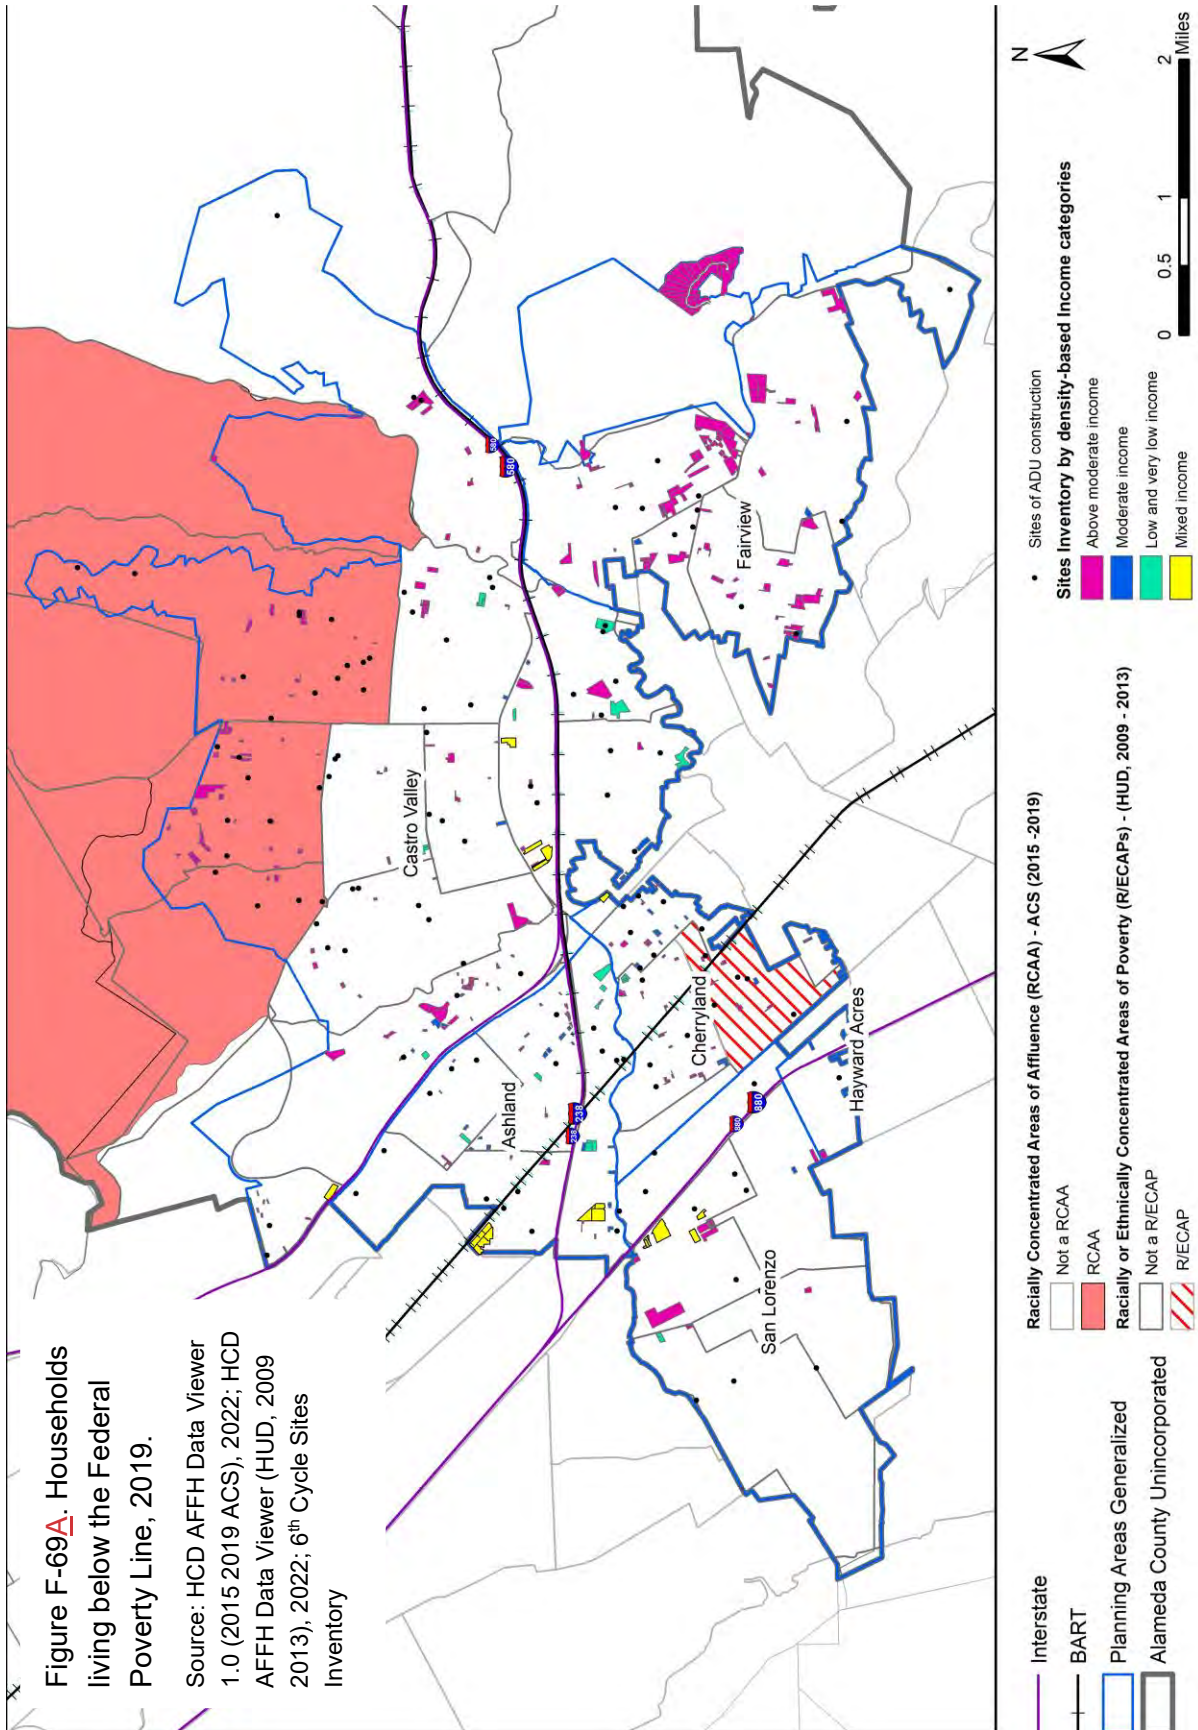 Figure F-69A. Households
living below the Federal
Poverty Line, 2019.
Source: HCD AFFH Data Viewer
1.0 (2015 2019 ACS), 2022; HCD
AFFH Data Viewer (HUD, 2009
2013), 2022; 6th Cycle Sites
Inventory
580
580
Castro Valley
Fairview
Ashland
238
238
Cherryland
880
880
Hayward Acres
San Lorenzo
Interstate
BART
Planning Areas Generalized
Alameda County Unincorporated
Racially Concentrated Areas of Affluence (RCAA) - ACS (2015 -2019)
Not a RCAA
RCAA
Racially or Ethnically Concentrated Areas of Poverty (R/ECAPs) - (HUD, 2009 - 2013)
Not a R/ECAP
R/ECAP
Sites of ADU construction
Sites Inventory by density-based Income categories
Above moderate income
Moderate income
Low and very low income
Mixed income
N
0 0.5 1 2
Miles